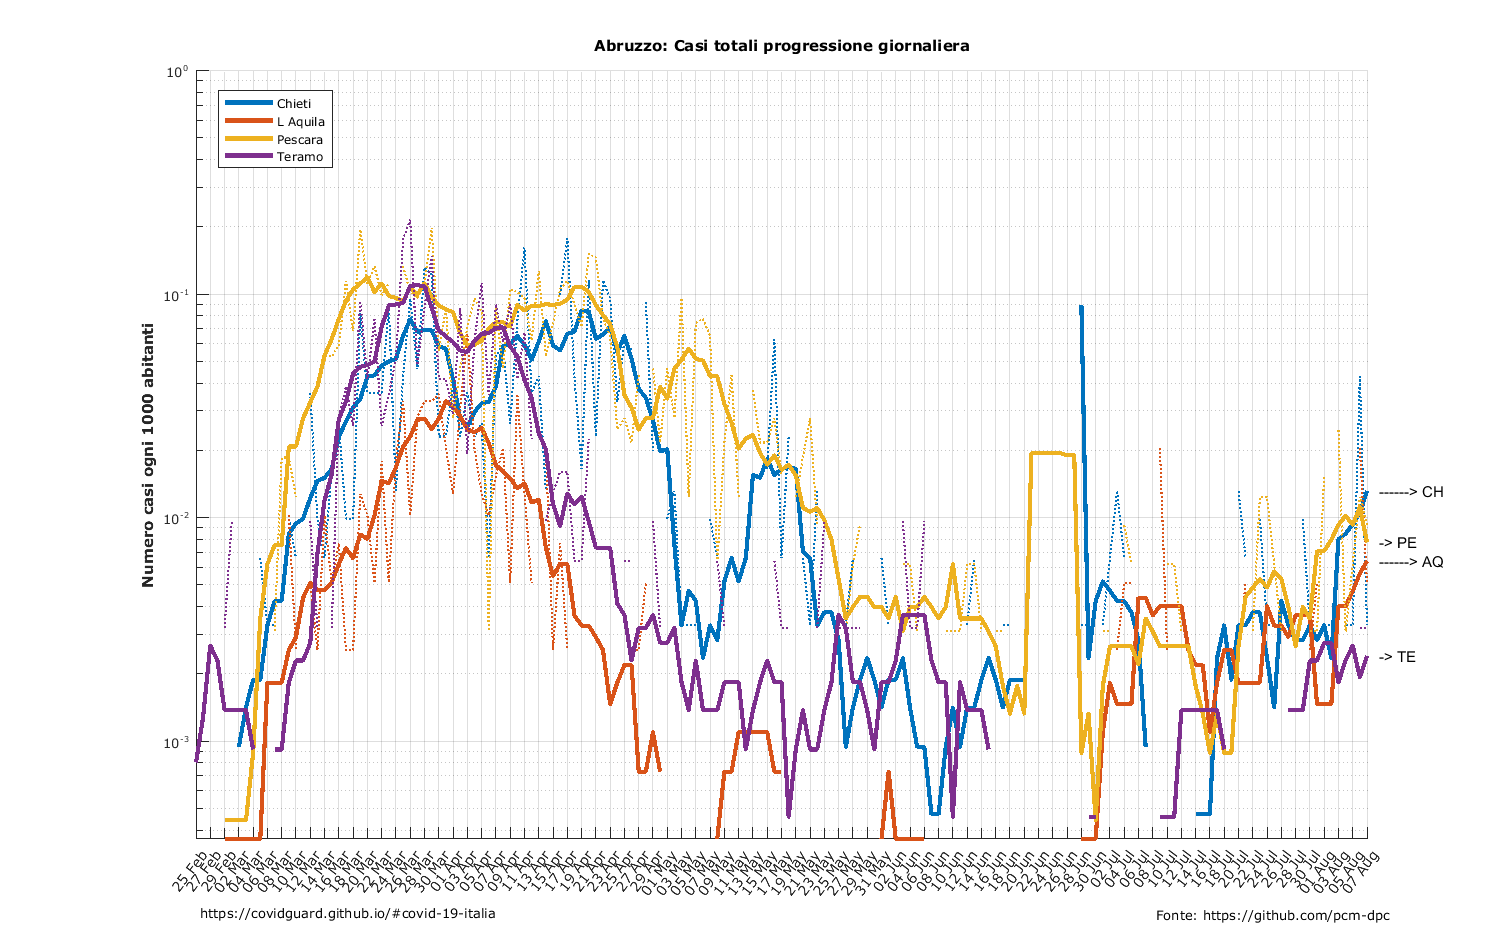 Abruzzo: Casi totali progressione giornaliera
Numero casi ogni 1000 abitanti
10^0
10^-1
10^-2
10^-3
Chieti
L Aquila
Pescara
Teramo
------> CH
-> PE
------> AQ
-> TE
25 Feb
27 Feb
29 Feb
02 Mar
04 Mar
06 Mar
08 Mar
10 Mar
12 Mar
14 Mar
16 Mar
18 Mar
20 Mar
22 Mar
24 Mar
26 Mar
28 Mar
30 Mar
01 Apr
03 Apr
05 Apr
07 Apr
09 Apr
11 Apr
13 Apr
15 Apr
17 Apr
19 Apr
21 Apr
23 Apr
25 Apr
27 Apr
29 Apr
01 May
03 May
05 May
07 May
09 May
11 May
13 May
15 May
17 May
19 May
21 May
23 May
25 May
27 May
29 May
31 May
02 Jun
04 Jun
06 Jun
08 Jun
10 Jun
12 Jun
14 Jun
16 Jun
18 Jun
20 Jun
22 Jun
24 Jun
26 Jun
28 Jun
30 Jun
02 Jul
04 Jul
06 Jul
08 Jul
10 Jul
12 Jul
14 Jul
16 Jul
18 Jul
20 Jul
22 Jul
24 Jul
26 Jul
28 Jul
30 Jul
01 Aug
03 Aug
05 Aug
07 Aug
https://covidguard.github.io/#covid-19-italia
Fonte: https://github.com/pcm-dpc